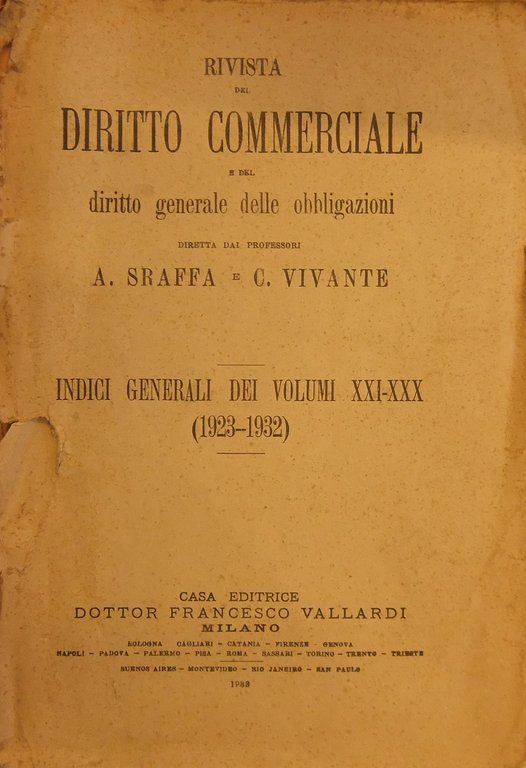 RIVISTA
DEL
DIRITTO COMMERCIALE
E DEL
diritto generale delle obbligazioni
DIRETTA DAI PROFESSORI
A. SRAFFA E C. VIVANTE
INDICI GENERALI DEI VOLUMI XXI-XXX
(1923-1932)
CASA EDITRICE
DOTTOR FRANCESCO VALLARDI
MILANO
BOLOGNA CAGLIARI – CATANIA – FIRENZE - GENOVA
NAPOLI – PADOVA – PALERMO – PISA – ROMA – SASSARI – TORINO – TRENTO – TRIESTE
BUENOS AIRES – MONTEVIDEO – RIO JANEIRO – SAN PAULO
1933